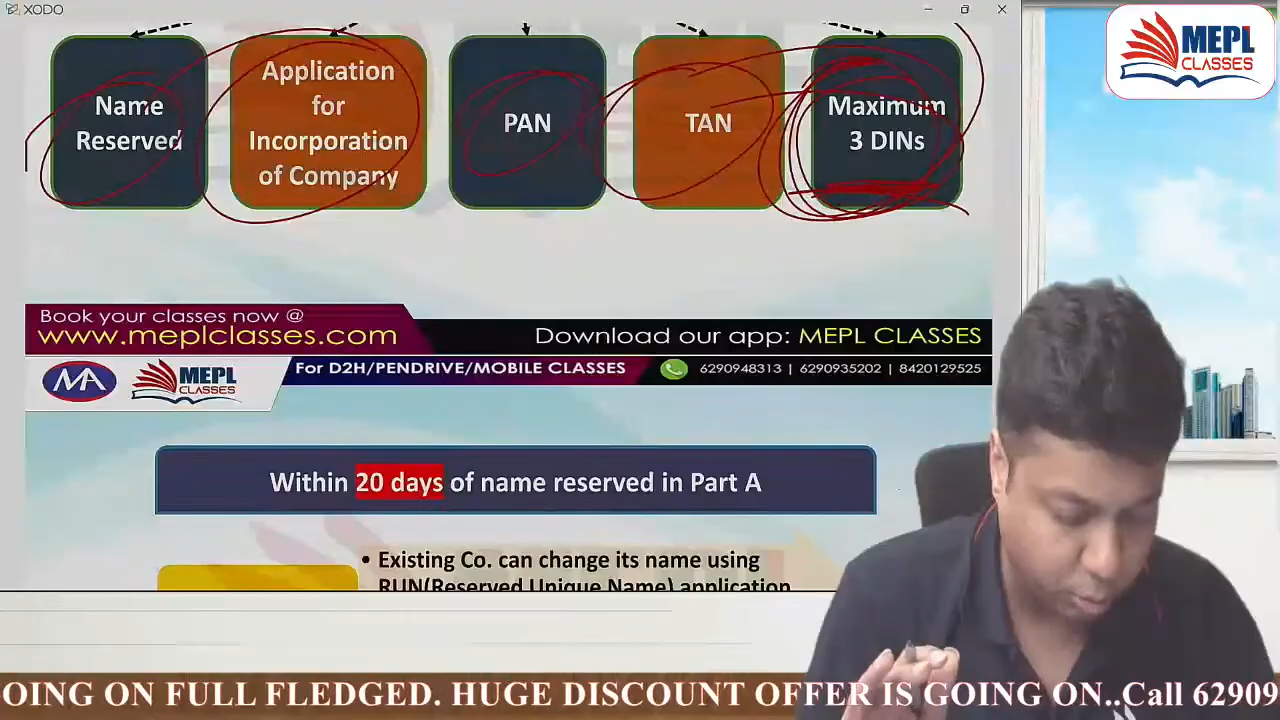 XODO
Name
Reserved
Application
for
Incorporation
of Company
PAN
TAN
Maximum
3 DINs
MEPL
CLASSES
Book your classes now @
www.meplclasses.com
Download our app: MEPL CLASSES
MA
MEPL
CLASSES
For D2H/PENDRIVE/MOBILE CLASSES
6290948313 | 6290935202 | 8420129525
Within 20 days of name reserved in Part A
• Existing Co. can change its name using
RUN(Reserved Unique Name) application
OING ON FULL FLEDGED. HUGE DISCOUNT OFFER IS GOING ON..Call 62909